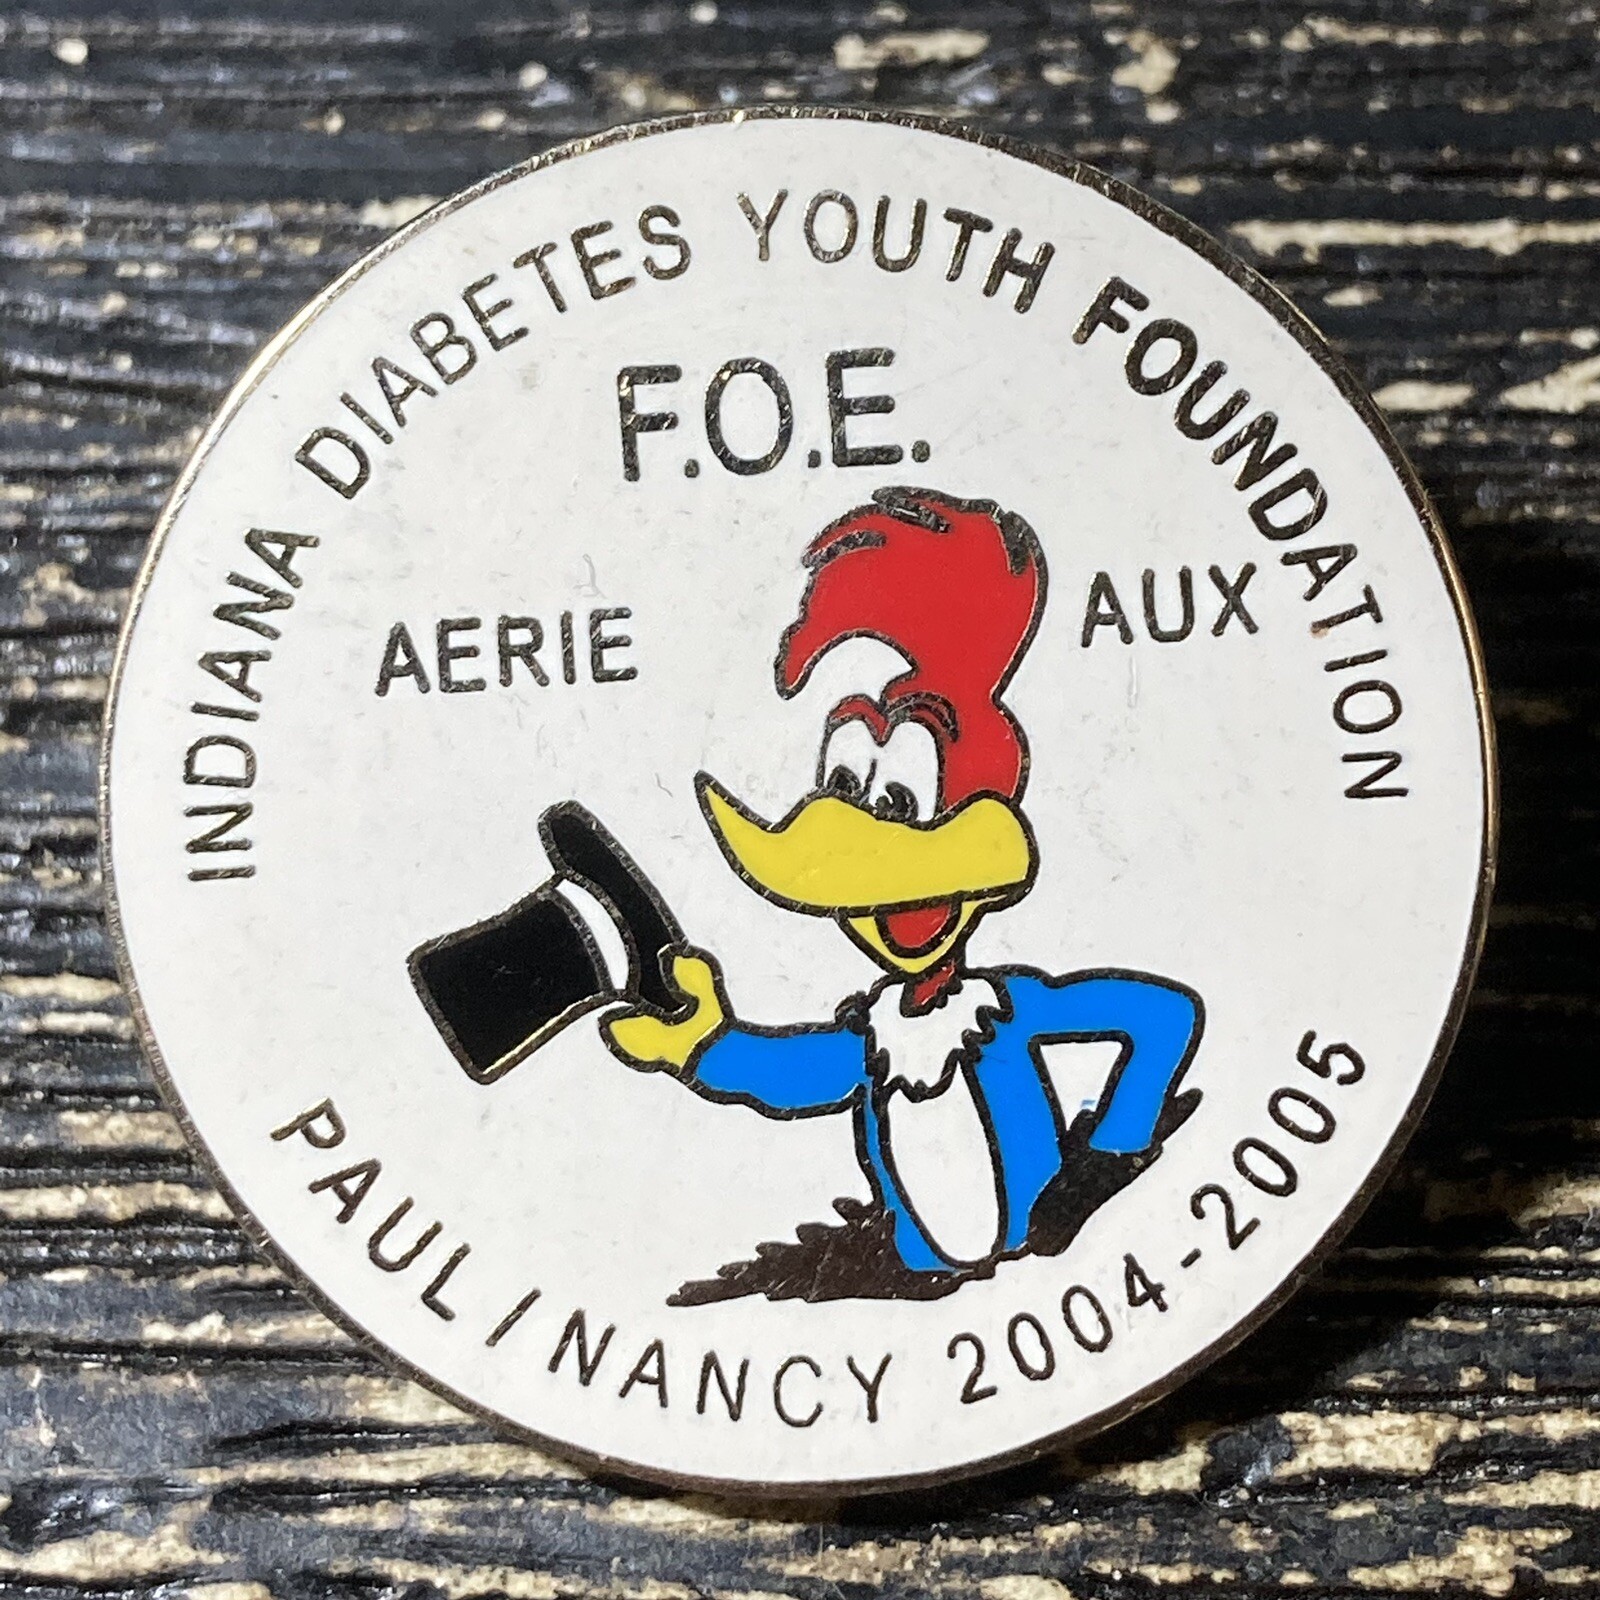 INDIANA DIABETES YOUTH FOUNDATION
F.O.E.
AERIE
AUX
PAUL / NANCY 2004-2005